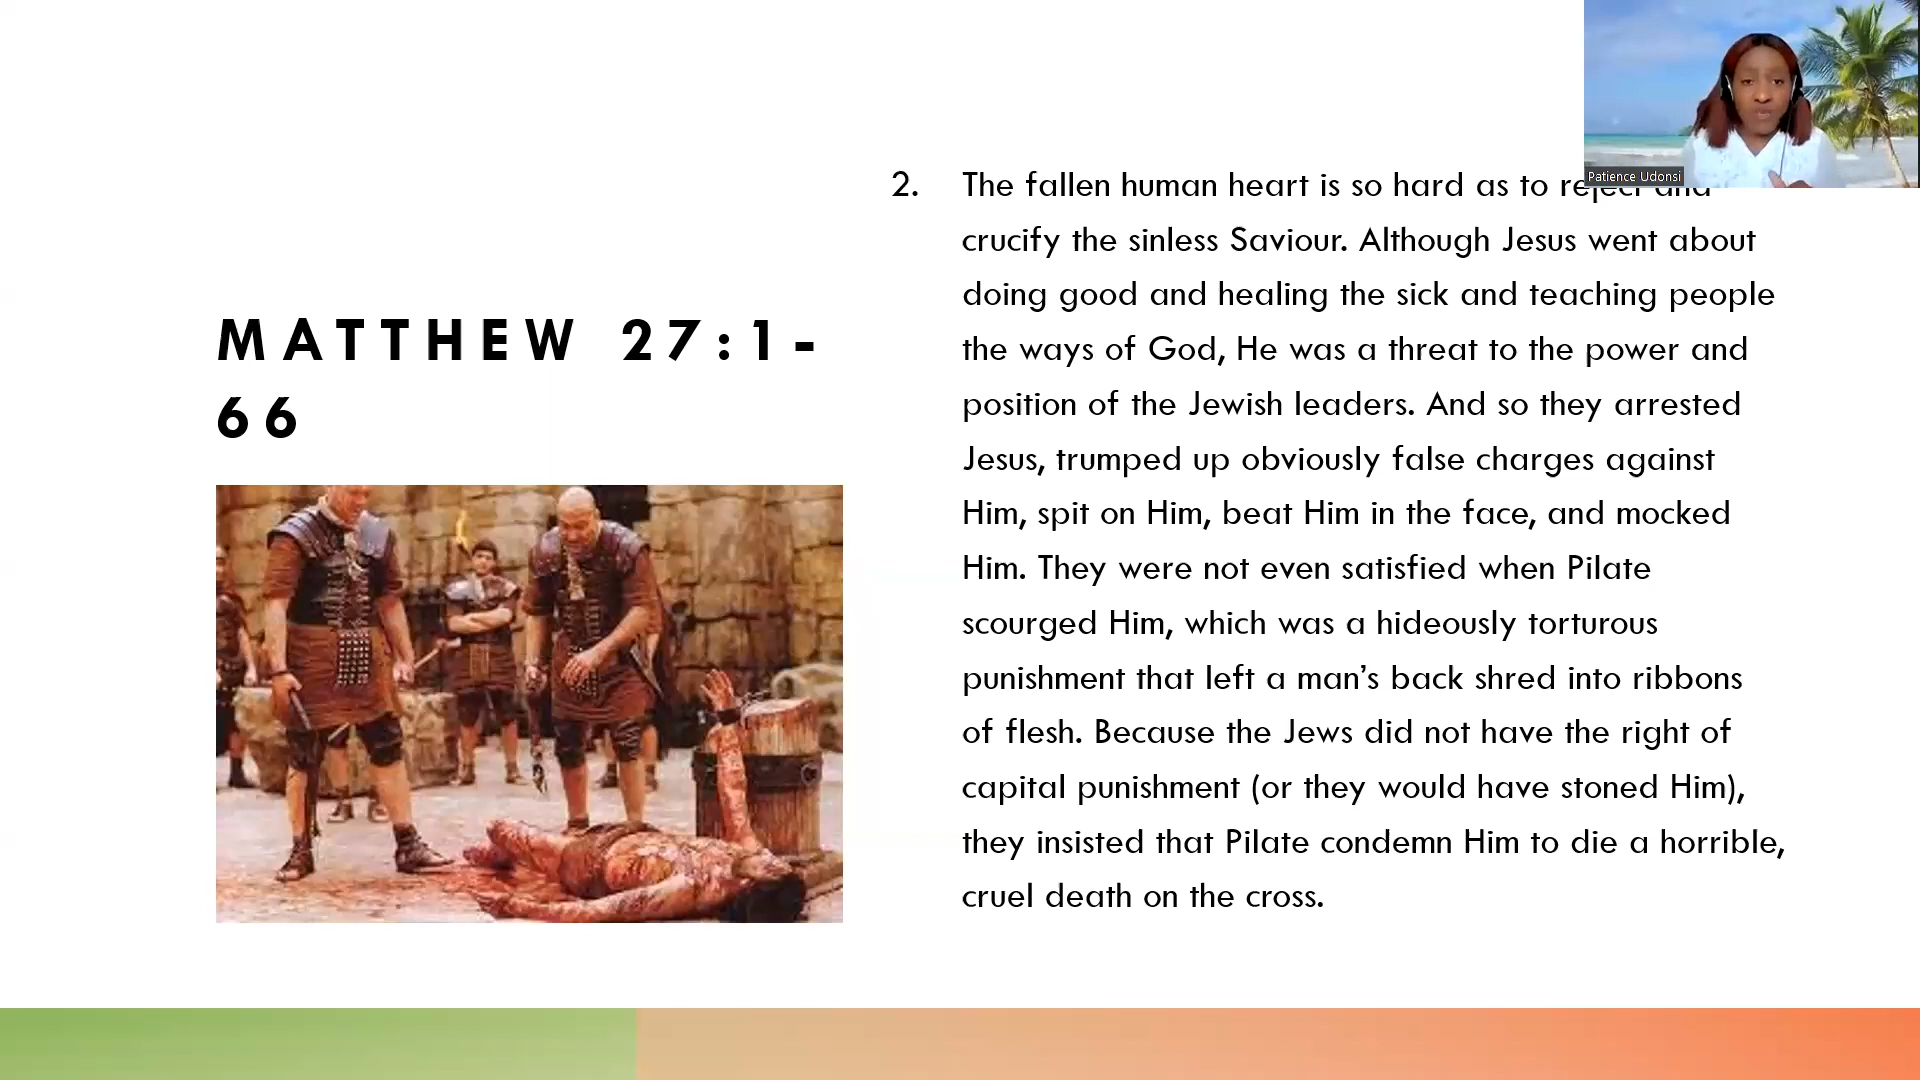 MATTHEW 27:1-
66
2. The fallen human heart is so hard as to reject and
crucify the sinless Saviour. Although Jesus went about
doing good and healing the sick and teaching people
the ways of God, He was a threat to the power and
position of the Jewish leaders. And so they arrested
Jesus, trumped up obviously false charges against
Him, spit on Him, beat Him in the face, and mocked
Him. They were not even satisfied when Pilate
scourged Him, which was a hideously torturous
punishment that left a man’s back shred into ribbons
of flesh. Because the Jews did not have the right of
capital punishment (or they would have stoned Him),
they insisted that Pilate condemn Him to die a horrible,
cruel death on the cross.
Patience Udonsi